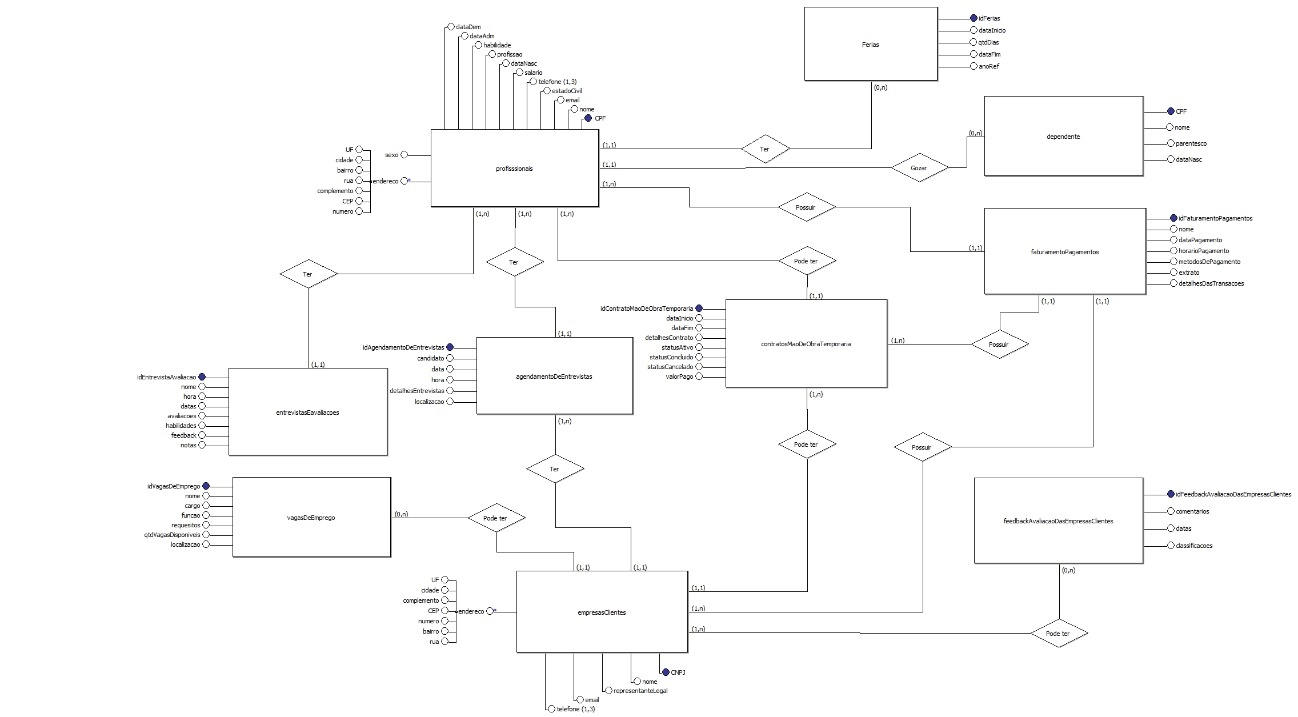 dataDem
dataAdm
habilidade
profissao
dataNasc
salario
telefone (1,3)
estadoCivil
email
nome
CPF
sexo
UF
cidade
bairro
rua
complemento
CEP
numero
endereco
profisssionais
(1,1)
(1,1)
(1,n)
(1,n)
(1,n)
(1,n)
Ferias
idFerias
dataInicio
qtdDias
dataFim
anoRef
(0,n)
Ter
dependente
CPF
nome
parentesco
dataNasc
(0,n)
Gozar
Possuir
(1,1)
faturamentoPagamentos
idFaturamentoPagamentos
nome
dataPagamento
horarioPagamento
metodosDePagamento
extrato
detalhesDasTransacoes
(1,1)
(1,1)
Ter
Ter
Pode ter
(1,1)
idContratoMaoDeObraTemporaria
dataInicio
dataFim
detalhesContrato
statusAtivo
statusConcluido
statusCancelado
valorPago
contratosMaoDeObraTemporaria
(1,n)
Possuir
(1,n)
(1,1)
idAgendamentoDeEntrevistas
candidato
data
hora
detalhesEntrevistas
localizacao
agendamentoDeEntrevistas
(1,n)
(1,1)
idEntrevistaAvaliacao
nome
hora
datas
avaliacoes
habilidades
feedback
notas
entrevistasEavaliacoes
Pode ter
Possuir
Ter
idVagasDeEmprego
nome
cargo
funcao
requesitos
qtdVagasDisponiveis
localizacao
vagasDeEmprego
(0,n)
Pode ter
idFeedbackAvaliacaoDasEmpresasClientes
comentarios
datas
classificacoes
feedbackAvaliacaoDasEmpresasClientes
(0,n)
(1,1)
(1,1)
UF
cidade
complemento
CEP
numero
bairro
rua
endereco
empresasClientes
(1,1)
(1,n)
(1,n)
Pode ter
CNPJ
nome
representanteLegal
email
telefone (1,3)